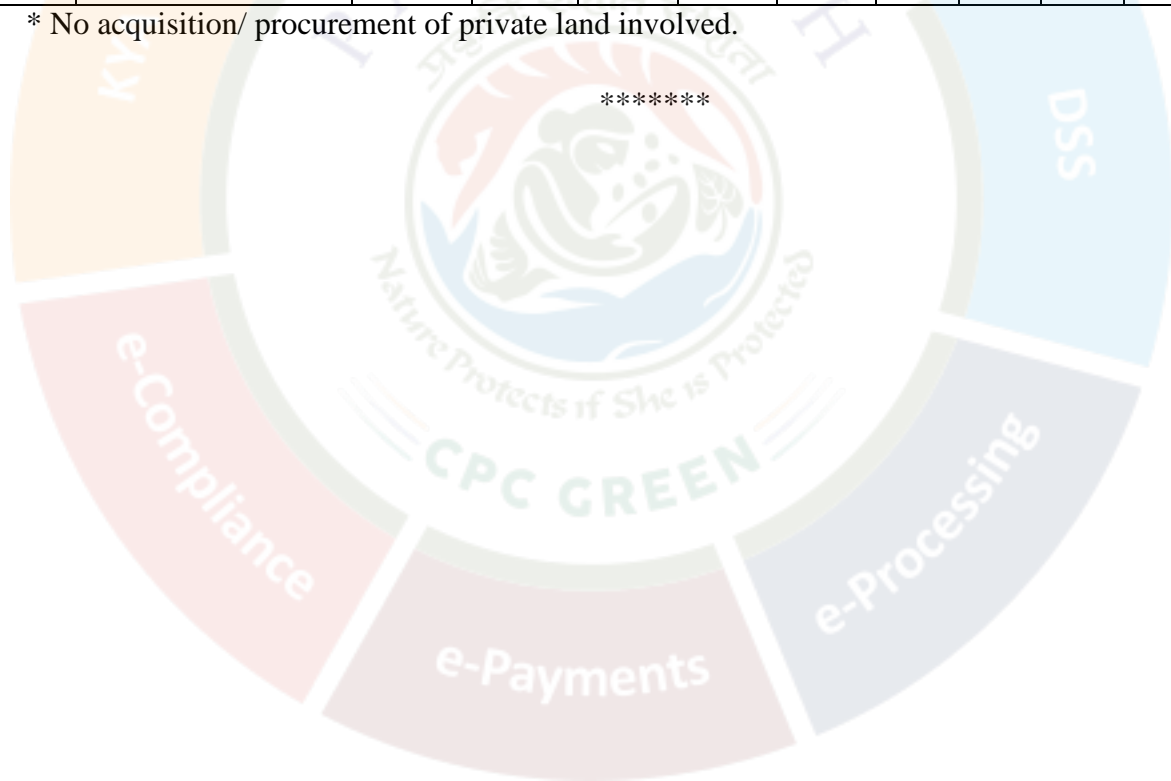 * No acquisition/ procurement of private land involved.
*******
KY
DSS
Nature Protects if She is Protected
CPC GREEN
e-Compliance
e-Processing
e-Payments